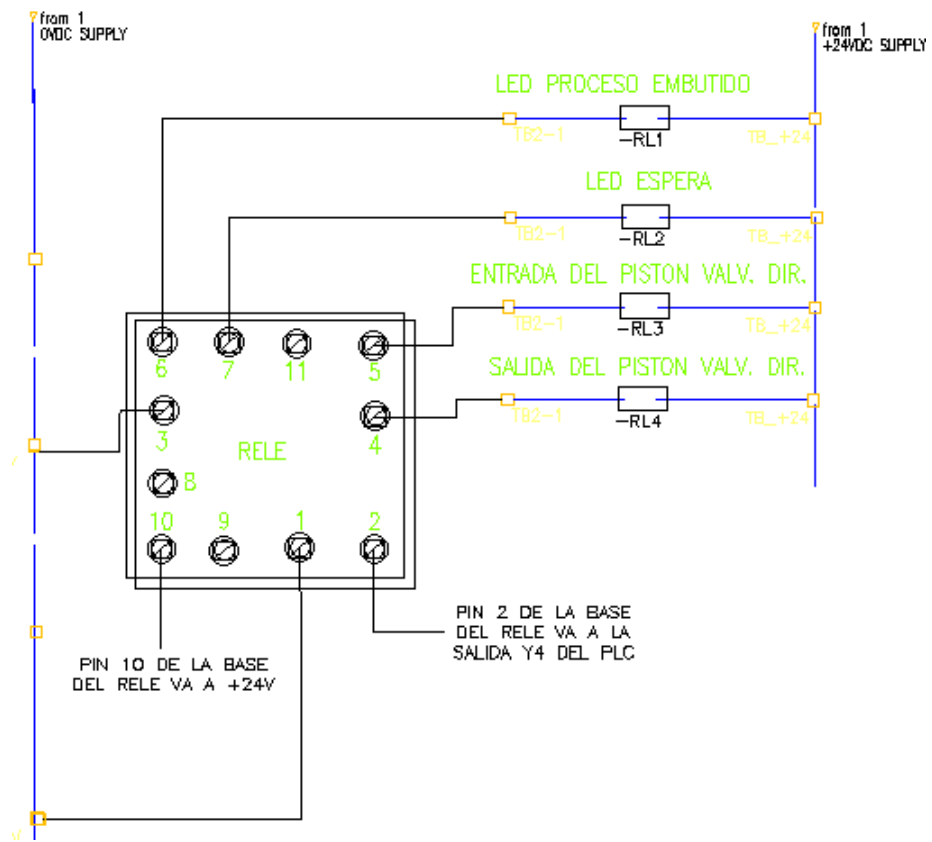 from 1
0VDC SUPPLY
from 1
+24VDC SUPPLY
LED PROCESO EMBUTIDO
TB2-1
-RL1
TB_+24
LED ESPERA
TB2-1
-RL2
TB_+24
ENTRADA DEL PISTON VALV. DIR.
TB2-1
-RL3
TB_+24
SALIDA DEL PISTON VALV. DIR.
TB2-1
-RL4
TB_+24
6
7
11
5
3
4
RELE
8
10
9
1
2
PIN 2 DE LA BASE
DEL RELE VA A LA
SALIDA Y4 DEL PLC
PIN 10 DE LA BASE
DEL RELE VA A +24V